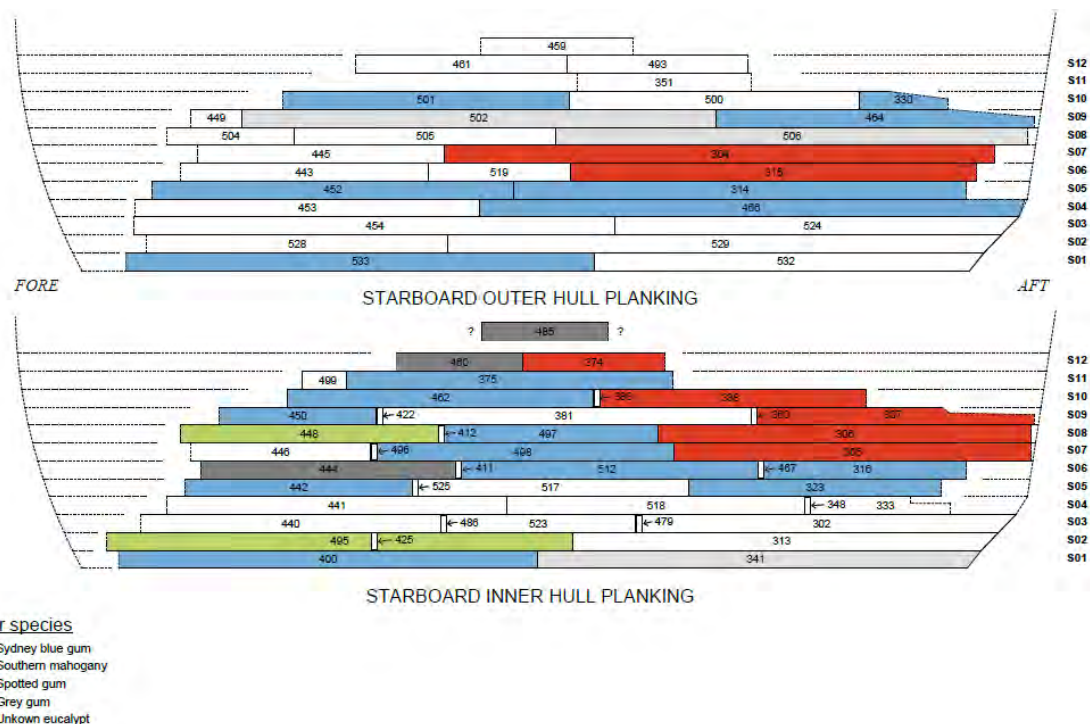 459
461 493 S12
351 S11
501 500 330 S10
449 502 464 S09
504 505 506 S08
445 304 S07
443 519 315 S06
452 314 S05
453 466 S04
454 524 S03
528 529 S02
533 532 S01
FORE AFT
STARBOARD OUTER HULL PLANKING
? 485 ?
460 374 S12
499 375 S11
462 388 S10
450 422 381 S09
448 412 497 306 S08
446 496 498 S07
444 411 512 467 316 S06
442 525 517 323 S05
441 518 348 333 S04
440 486 523 479 302 S03
495 425 313 S02
400 341 S01
STARBOARD INNER HULL PLANKING
r species
Sydney blue gum
Southern mahogany
Spotted gum
Grey gum
Unkown eucalypt